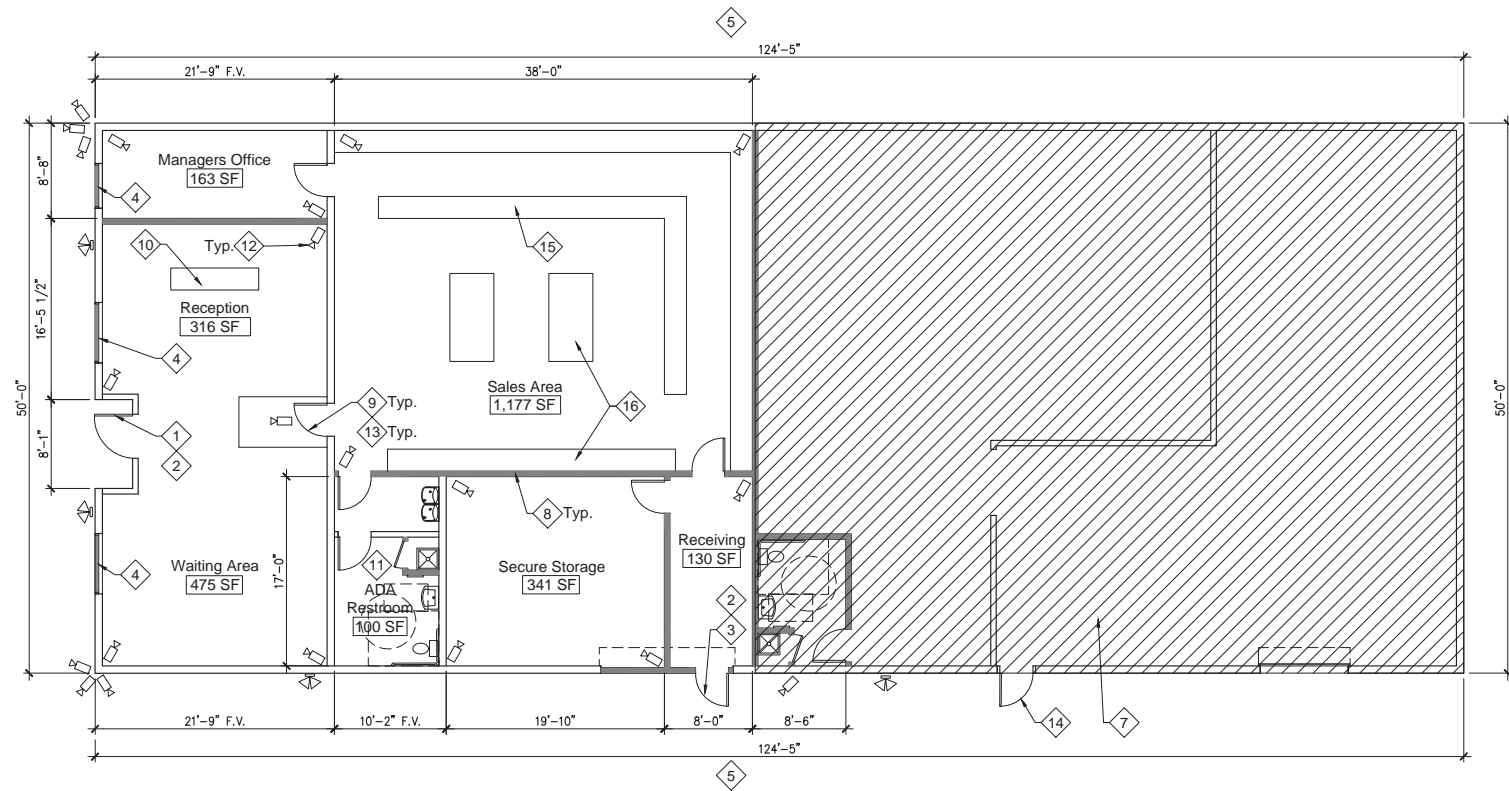 5
124'-5"
21'-9" F.V.
38'-0"
8'-8"
Managers Office
163 SF
4
10
Typ.
12
15
16'-5 1/2"
Reception
316 SF
4
50'-0"
50'-0"
Sales Area
1,177 SF
16
9
Typ.
13
Typ.
1
2
8'-1"
8
Typ.
Receiving
130 SF
11
Secure Storage
341 SF
Waiting Area
475 SF
4
17'-0"
ADA
Restroom
100 SF
2
3
14
7
21'-9" F.V.
10'-2" F.V.
19'-10"
8'-0"
8'-6"
124'-5"
5